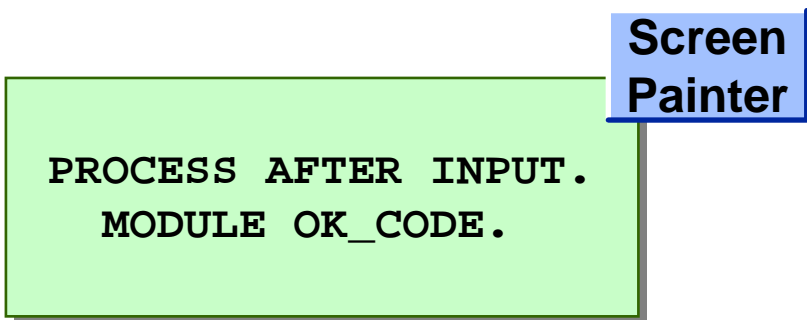 Screen
Painter
PROCESS AFTER INPUT.
MODULE OK_CODE.